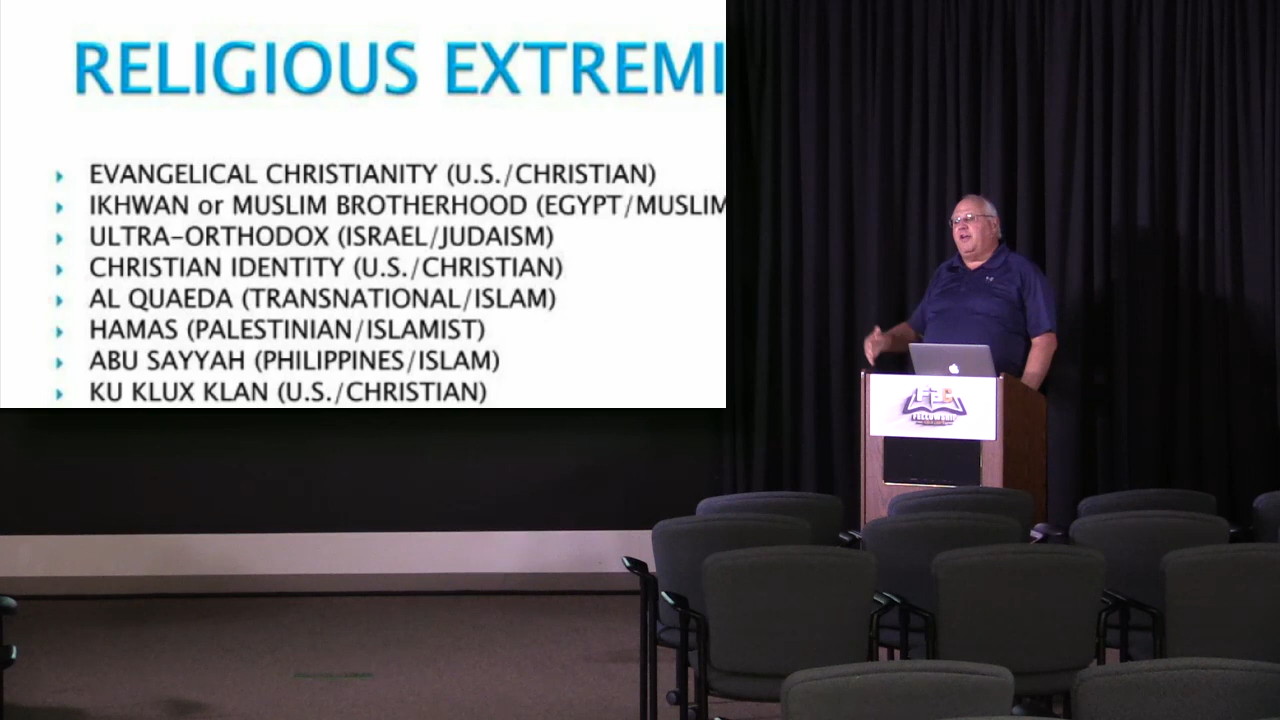 RELIGIOUS EXTREMI
EVANGELICAL CHRISTIANITY (U.S./CHRISTIAN)
IKHWAN or MUSLIM BROTHERHOOD (EGYPT/MUSLIM
ULTRA-ORTHODOX (ISRAEL/JUDAISM)
CHRISTIAN IDENTITY (U.S./CHRISTIAN)
AL QUAEDA (TRANSNATIONAL/ISLAM)
HAMAS (PALESTINIAN/ISLAMIST)
ABU SAYYAH (PHILIPPINES/ISLAM)
KU KLUX KLAN (U.S./CHRISTIAN)
FELLOWSHIP